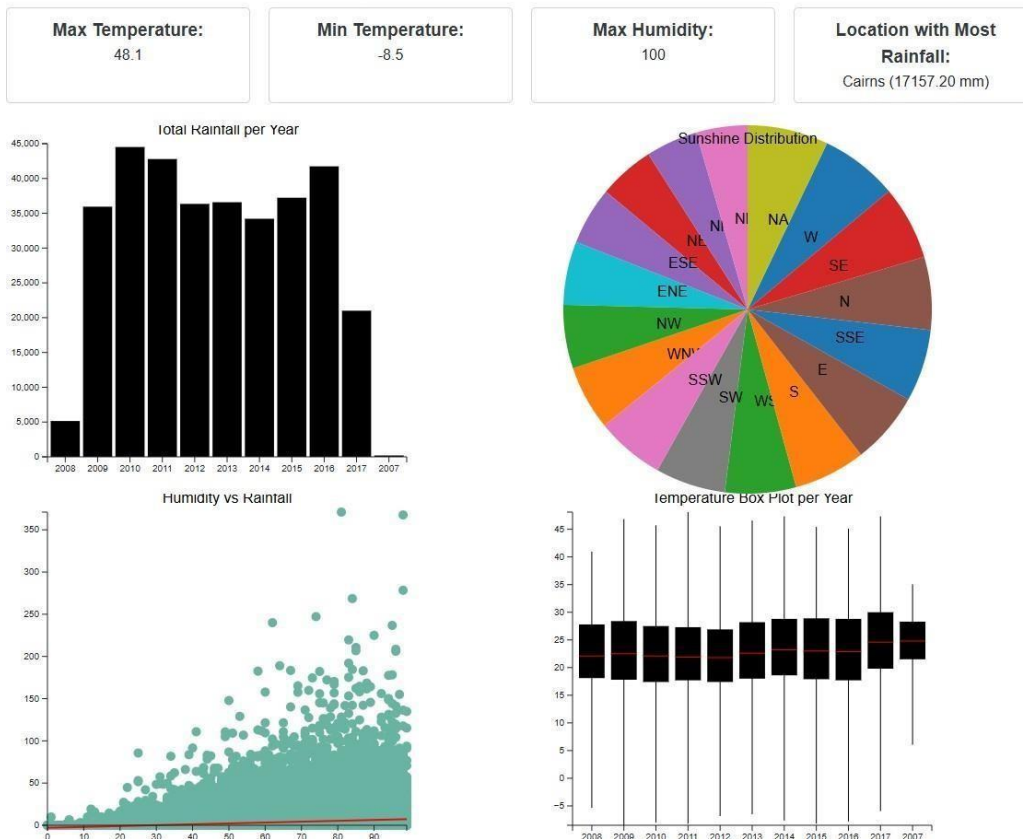 Max Temperature:
48.1
Min Temperature:
-8.5
Max Humidity:
100
Location with Most
Rainfall:
Cairns (17157.20 mm)
Total Rainfall per Year
45,000
40,000
35,000
30,000
25,000
20,000
15,000
10,000
5,000
0
2008 2009 2010 2011 2012 2013 2014 2015 2016 2017 2007
Sunshine Distribution
NA
W
SE
N
SSE
E
S
WS
SW
SSW
WNW
NW
ENE
ESE
NE
Humidity vs Rainfall
350
300
250
200
150
100
50
0
0 10 20 30 40 50 60 70 80 90
Temperature Box Plot per Year
45
40
35
30
25
20
15
10
5
0
−5
2008 2009 2010 2011 2012 2013 2014 2015 2016 2017 2007